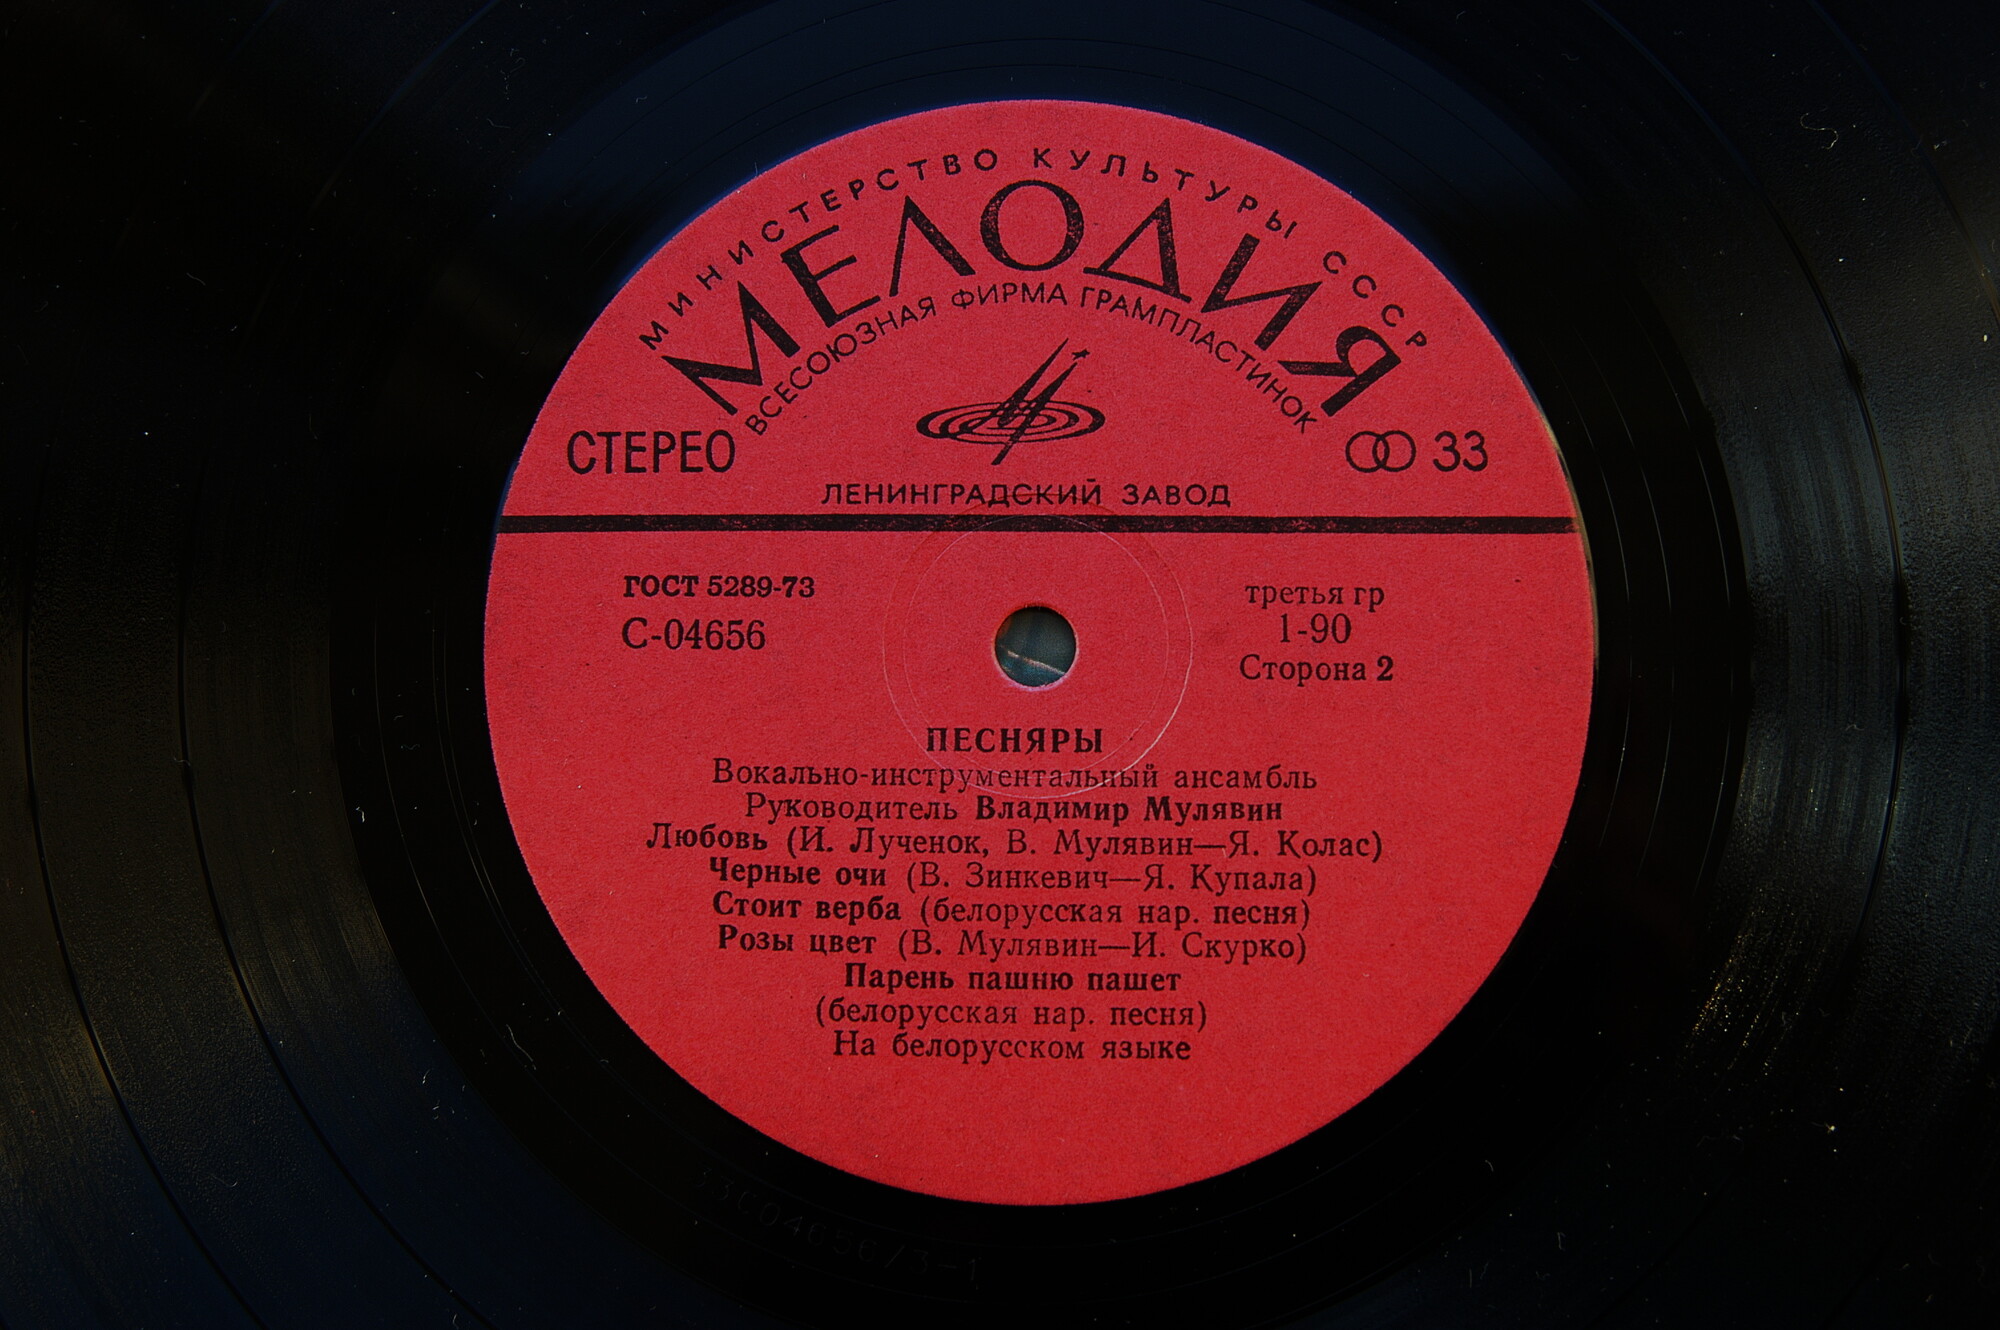 МИНИСТЕРСТВО КУЛЬТУРЫ СССР
МЕЛОДИЯ
ВСЕСОЮЗНАЯ ФИРМА ГРАМПЛАСТИНОК
СТЕРЕО
33
ЛЕНИНГРАДСКИЙ ЗАВОД
ГОСТ 5289-73
С-04656
третья гр
1-90
Сторона 2
ПЕСНЯРЫ
Вокально-инструментальный ансамбль
Руководитель Владимир Мулявин
Любовь (И. Лученок, В. Мулявин—Я. Колас)
Черные очи (В. Зинкевич—Я. Купала)
Стоит верба (белорусская нар. песня)
Розы цвет (В. Мулявин—И. Скурко)
Парень пашню пашет
(белорусская нар. песня)
На белорусском языке